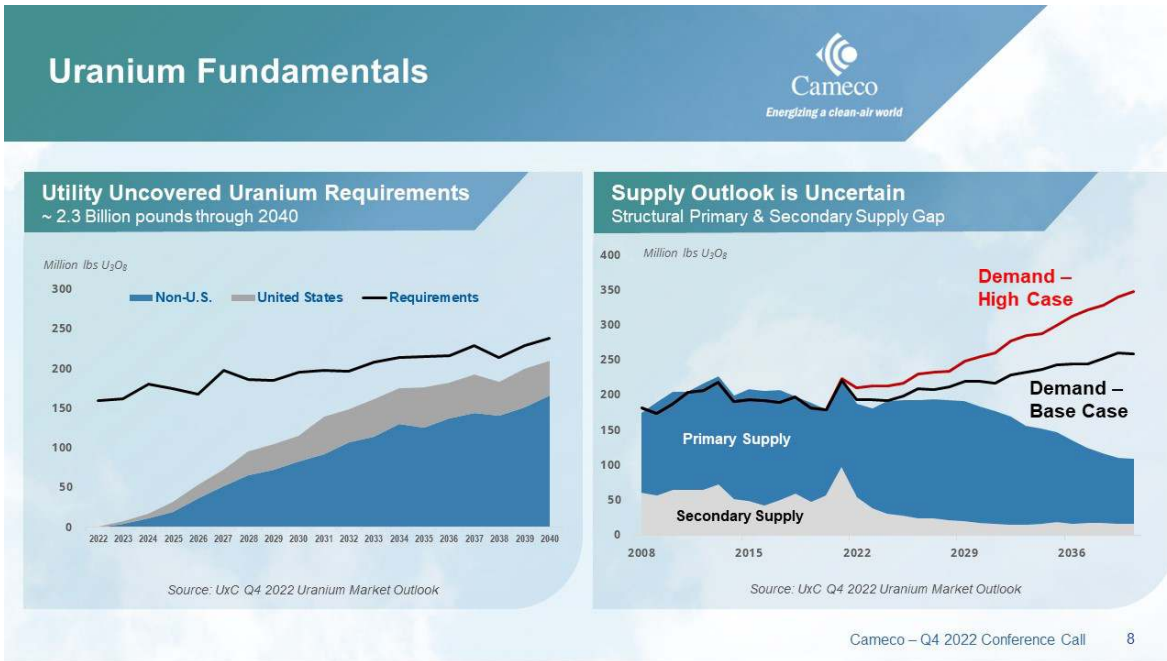 Uranium Fundamentals
Cameco
Energizing a clean-air world
Utility Uncovered Uranium Requirements
~ 2.3 Billion pounds through 2040
Million lbs U₃O₈
300
250
200
150
100
50
0
Non-U.S.
United States
Requirements
2022 2023 2024 2025 2026 2027 2028 2029 2030 2031 2032 2033 2034 2035 2036 2037 2038 2039 2040
Source: UxC Q4 2022 Uranium Market Outlook
Supply Outlook is Uncertain
Structural Primary & Secondary Supply Gap
Million lbs U₃O₈
400
350
300
250
200
150
100
50
0
Demand –
High Case
Demand –
Base Case
Primary Supply
Secondary Supply
2008 2015 2022 2029 2036
Source: UxC Q4 2022 Uranium Market Outlook
Cameco – Q4 2022 Conference Call 8